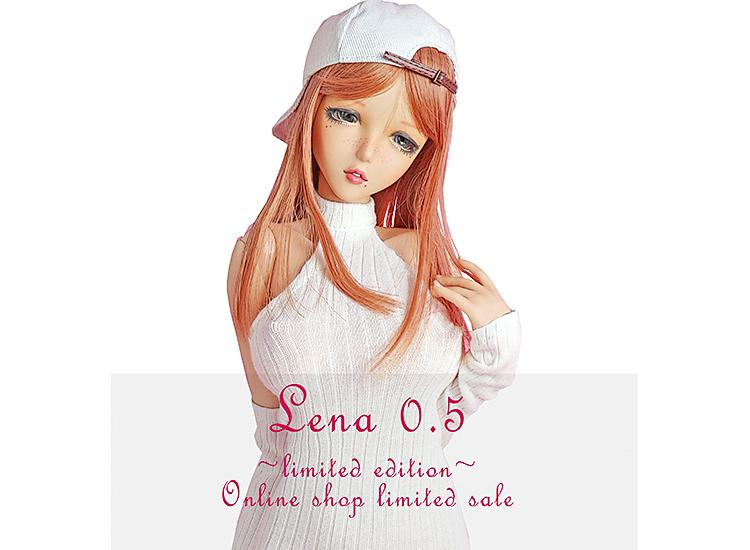 Lena 0.5
~limited edition~
Online shop limited sale